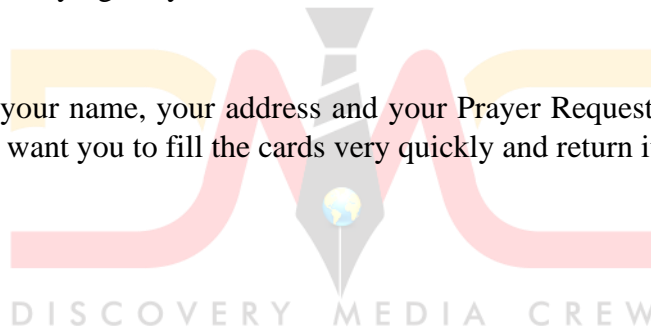 your name, your address and your Prayer Request
want you to fill the cards very quickly and return i
DISCOVERY MEDIA CREW